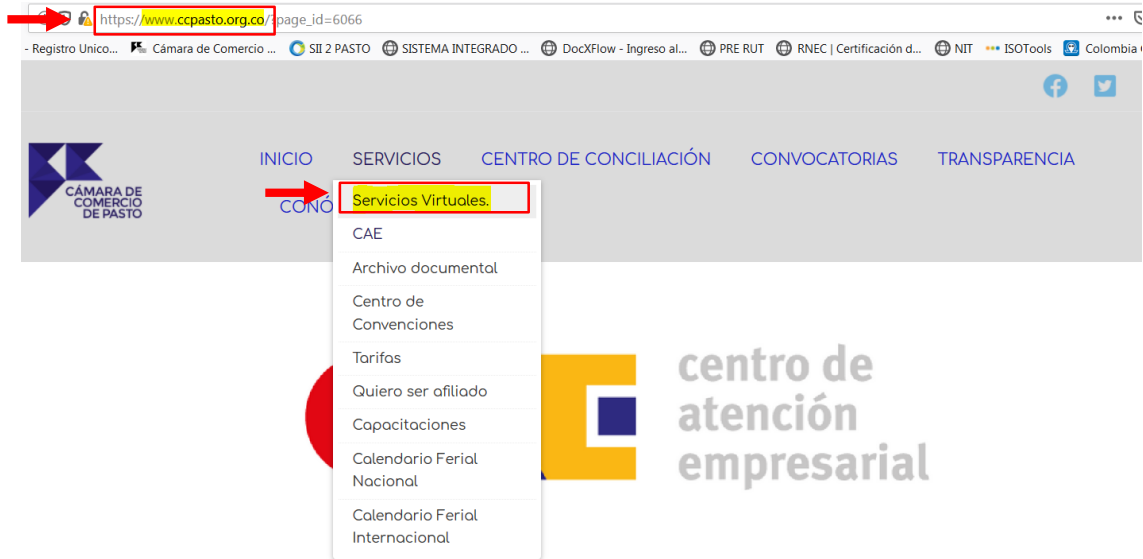 https://www.ccpasto.org.co/?page_id=6066
- Registro Unico... Cámara de Comercio ... SII 2 PASTO SISTEMA INTEGRADO ... DocXFlow - Ingreso al... PRE RUT RNEC | Certificación d... NIT ISOTools Colombia
INICIO SERVICIOS CENTRO DE CONCILIACIÓN CONVOCATORIAS TRANSPARENCIA
CÁMARA DE
COMERCIO
DE PASTO
CONÓ
Servicios Virtuales.
CAE
Archivo documental
Centro de
Convenciones
Tarifas
Quiero ser afiliado
Capacitaciones
Calendario Ferial
Nacional
Calendario Ferial
Internacional
centro de
atención
empresarial